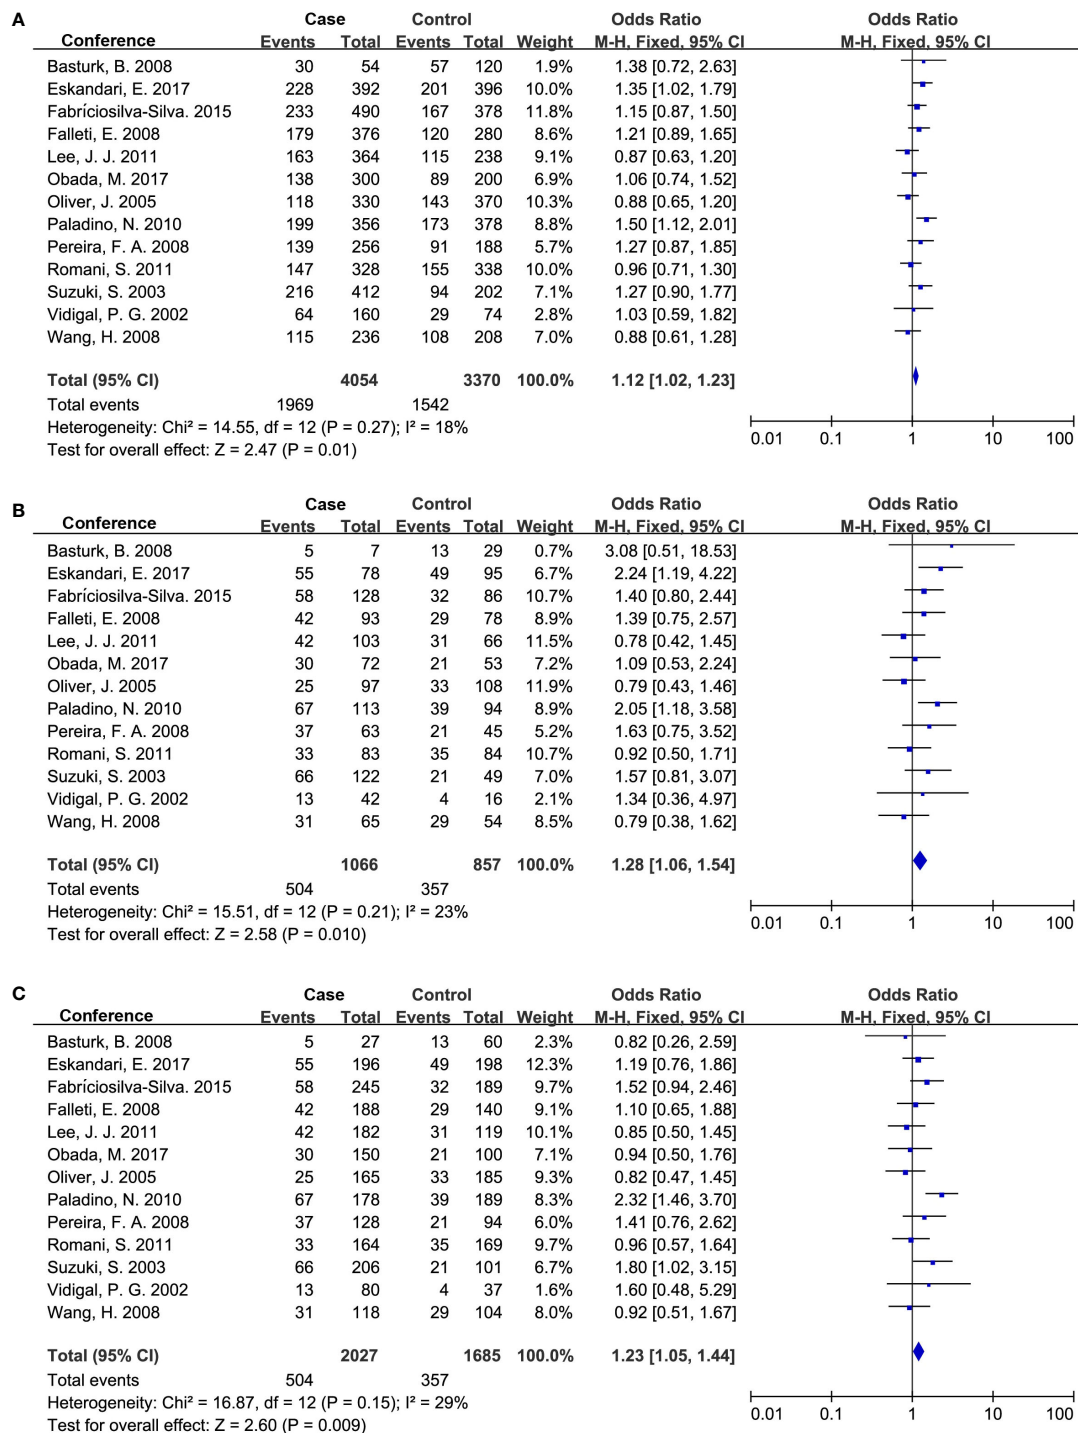 A Case Control Odds Ratio Odds Ratio
Conference Events Total Events Total Weight M-H, Fixed, 95% CI M-H, Fixed, 95% CI
Basturk, B. 2008 30 54 57 120 1.9% 1.38 [0.72, 2.63]
Eskandari, E. 2017 228 392 201 396 10.0% 1.35 [1.02, 1.79]
Fabríciosilva-Silva. 2015 233 490 167 378 11.8% 1.15 [0.87, 1.50]
Falleti, E. 2008 179 376 120 280 8.6% 1.21 [0.89, 1.65]
Lee, J. J. 2011 163 364 115 238 9.1% 0.87 [0.63, 1.20]
Obada, M. 2017 138 300 89 200 6.9% 1.06 [0.74, 1.52]
Oliver, J. 2005 118 330 143 370 10.3% 0.88 [0.65, 1.20]
Paladino, N. 2010 199 356 173 378 8.8% 1.50 [1.12, 2.01]
Pereira, F. A. 2008 139 256 91 188 5.7% 1.27 [0.87, 1.85]
Romani, S. 2011 147 328 155 338 10.0% 0.96 [0.71, 1.30]
Suzuki, S. 2003 216 412 94 202 7.1% 1.27 [0.90, 1.77]
Vidigal, P. G. 2002 64 160 29 74 2.8% 1.03 [0.59, 1.82]
Wang, H. 2008 115 236 108 208 7.0% 0.88 [0.61, 1.28]
Total (95% CI) 4054 3370 100.0% 1.12 [1.02, 1.23]
Total events 1969 1542
Heterogeneity: Chi² = 14.55, df = 12 (P = 0.27); I² = 18%
Test for overall effect: Z = 2.47 (P = 0.01)
0.01 0.1 1 10 100
B Case Control Odds Ratio Odds Ratio
Conference Events Total Events Total Weight M-H, Fixed, 95% CI M-H, Fixed, 95% CI
Basturk, B. 2008 5 7 13 29 0.7% 3.08 [0.51, 18.53]
Eskandari, E. 2017 55 78 49 95 6.7% 2.24 [1.19, 4.22]
Fabríciosilva-Silva. 2015 58 128 32 86 10.7% 1.40 [0.80, 2.44]
Falleti, E. 2008 42 93 29 78 8.9% 1.39 [0.75, 2.57]
Lee, J. J. 2011 42 103 31 66 11.5% 0.78 [0.42, 1.45]
Obada, M. 2017 30 72 21 53 7.2% 1.09 [0.53, 2.24]
Oliver, J. 2005 25 97 33 108 11.9% 0.79 [0.43, 1.46]
Paladino, N. 2010 67 113 39 94 8.9% 2.05 [1.18, 3.58]
Pereira, F. A. 2008 37 63 21 45 5.2% 1.63 [0.75, 3.52]
Romani, S. 2011 33 83 35 84 10.7% 0.92 [0.50, 1.71]
Suzuki, S. 2003 66 122 21 49 7.0% 1.57 [0.81, 3.07]
Vidigal, P. G. 2002 13 42 4 16 2.1% 1.34 [0.36, 4.97]
Wang, H. 2008 31 65 29 54 8.5% 0.79 [0.38, 1.62]
Total (95% CI) 1066 857 100.0% 1.28 [1.06, 1.54]
Total events 504 357
Heterogeneity: Chi² = 15.51, df = 12 (P = 0.21); I² = 23%
Test for overall effect: Z = 2.58 (P = 0.010)
0.01 0.1 1 10 100
C Case Control Odds Ratio Odds Ratio
Conference Events Total Events Total Weight M-H, Fixed, 95% CI M-H, Fixed, 95% CI
Basturk, B. 2008 5 27 13 60 2.3% 0.82 [0.26, 2.59]
Eskandari, E. 2017 55 196 49 198 12.3% 1.19 [0.76, 1.86]
Fabríciosilva-Silva. 2015 58 245 32 189 9.7% 1.52 [0.94, 2.46]
Falleti, E. 2008 42 188 29 140 9.1% 1.10 [0.65, 1.88]
Lee, J. J. 2011 42 182 31 119 10.1% 0.85 [0.50, 1.45]
Obada, M. 2017 30 150 21 100 7.1% 0.94 [0.50, 1.76]
Oliver, J. 2005 25 165 33 185 9.3% 0.82 [0.47, 1.45]
Paladino, N. 2010 67 178 39 189 8.3% 2.32 [1.46, 3.70]
Pereira, F. A. 2008 37 128 21 94 6.0% 1.41 [0.76, 2.62]
Romani, S. 2011 33 164 35 169 9.7% 0.96 [0.57, 1.64]
Suzuki, S. 2003 66 206 21 101 6.7% 1.80 [1.02, 3.15]
Vidigal, P. G. 2002 13 80 4 37 1.6% 1.60 [0.48, 5.29]
Wang, H. 2008 31 118 29 104 8.0% 0.92 [0.51, 1.67]
Total (95% CI) 2027 1685 100.0% 1.23 [1.05, 1.44]
Total events 504 357
Heterogeneity: Chi² = 16.87, df = 12 (P = 0.15); I² = 29%
Test for overall effect: Z = 2.60 (P = 0.009)
0.01 0.1 1 10 100